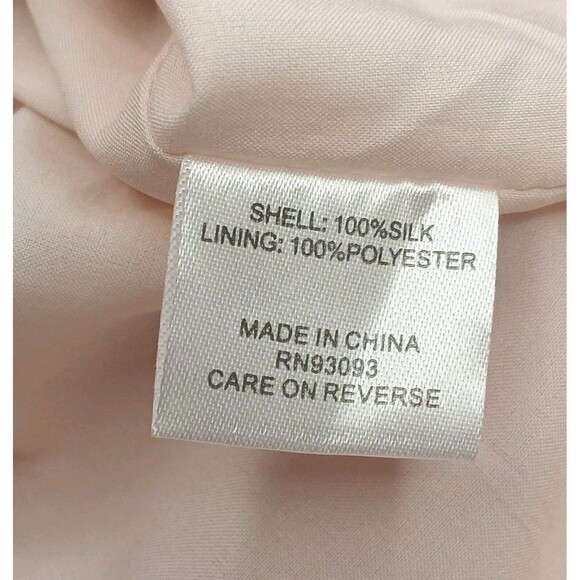 SHELL: 100%SILK
LINING: 100%POLYESTER
MADE IN CHINA
RN93093
CARE ON REVERSE